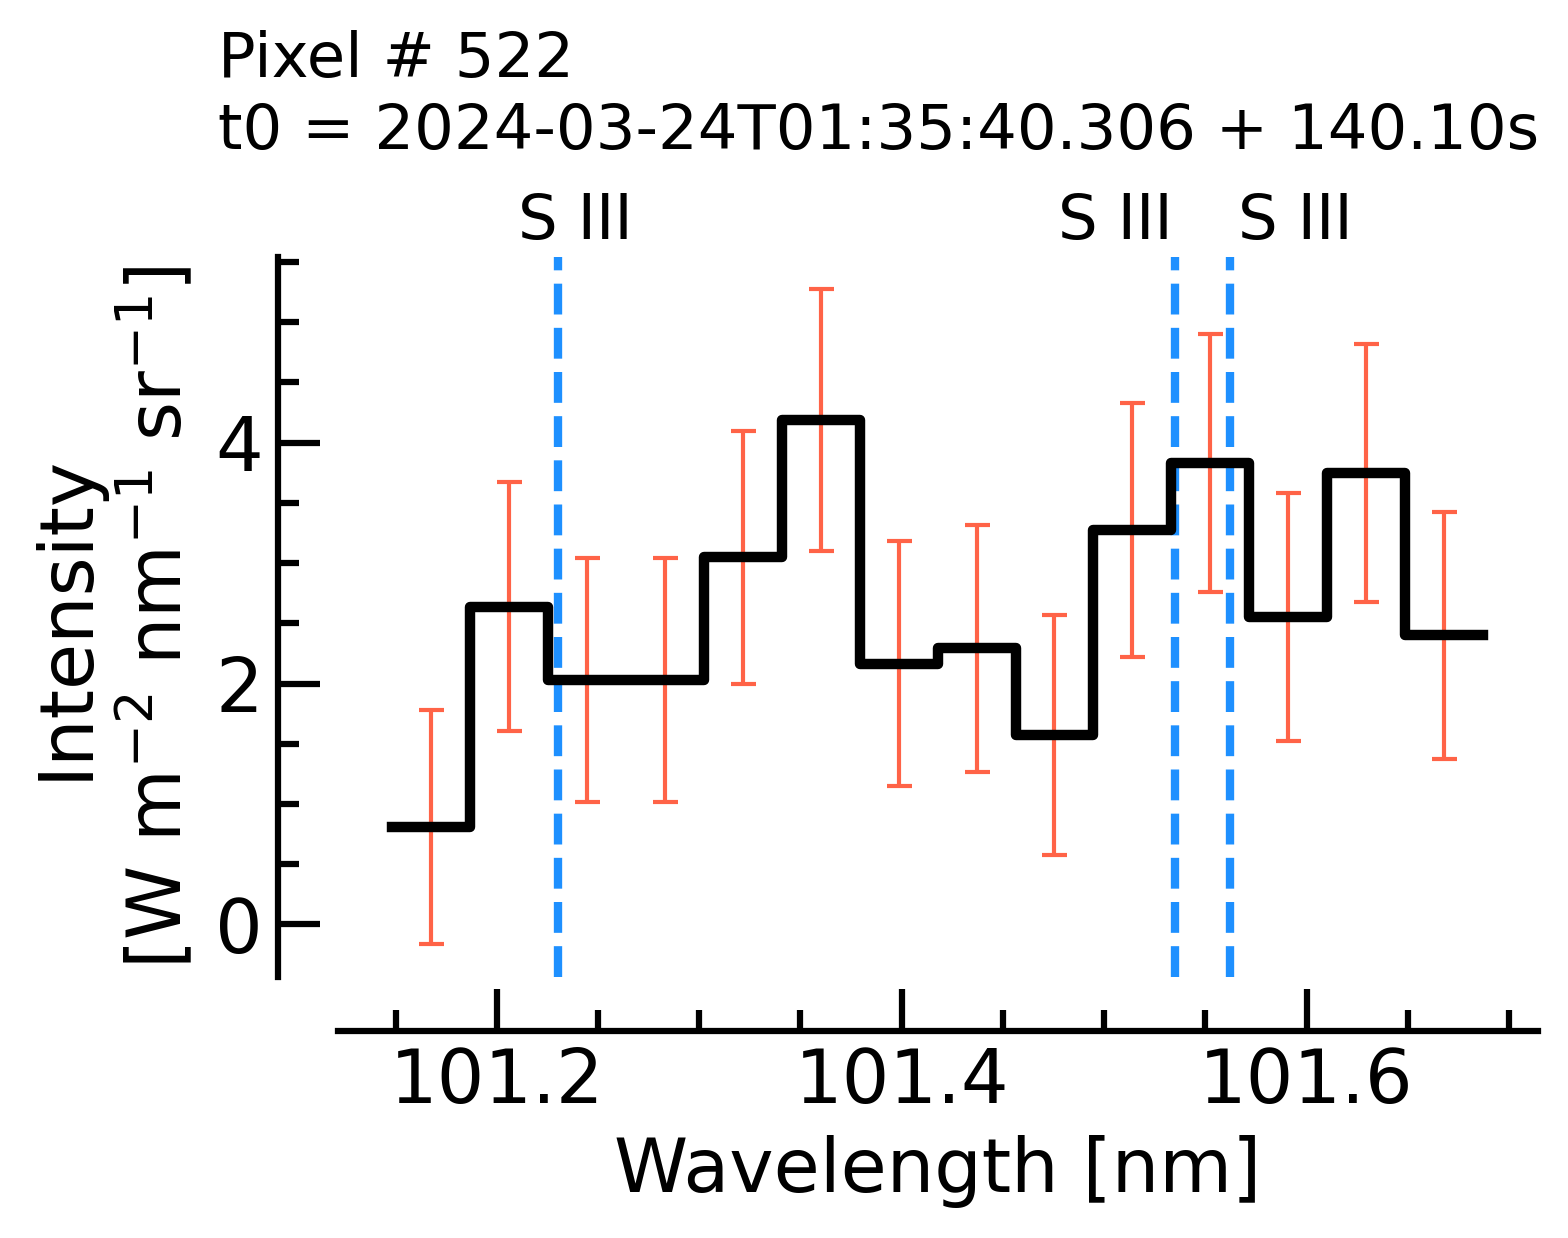 Pixel # 522
t0 = 2024-03-24T01:35:40.306 + 140.10s
S III S III S III
Intensity
[W m⁻² nm⁻¹ sr⁻¹]
4
2
0
101.2 101.4 101.6
Wavelength [nm]